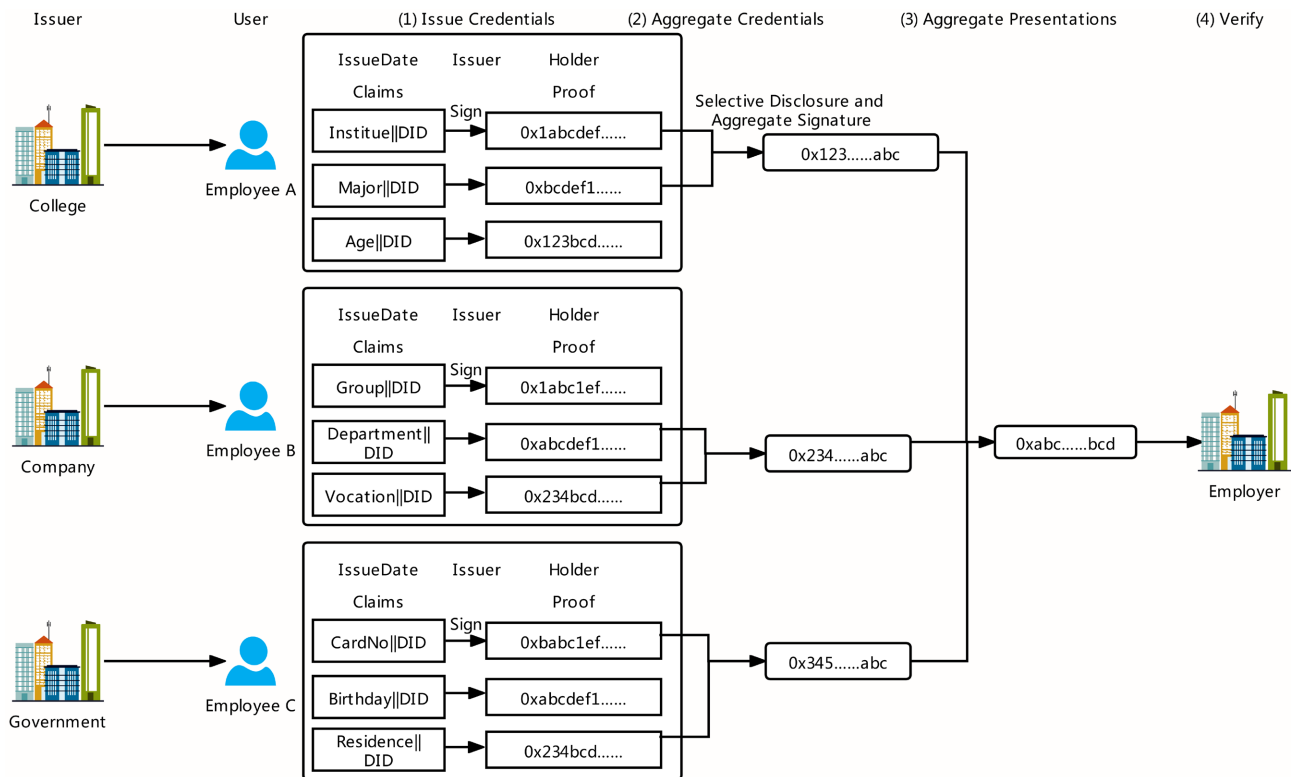 Issuer
User
(1) Issue Credentials
(2) Aggregate Credentials
(3) Aggregate Presentations
(4) Verify
IssueDate Issuer Holder
Claims Proof
Sign
Institue||DID 0x1abcdef......
Major||DID 0xbcdef1......
Age||DID 0x123bcd......
College
Employee A
Selective Disclosure and
Aggregate Signature
0x123......abc
IssueDate Issuer Holder
Claims Proof
Sign
Group||DID 0x1abc1ef......
Department||
DID
0xabcdef1......
Vocation||DID 0x234bcd......
Company
Employee B
0x234......abc
0xabc......bcd
Employer
IssueDate Issuer Holder
Claims Proof
Sign
CardNo||DID 0xbabc1ef......
Birthday||DID 0xabcdef1......
Residence||
DID
0x234bcd......
Government
Employee C
0x345......abc